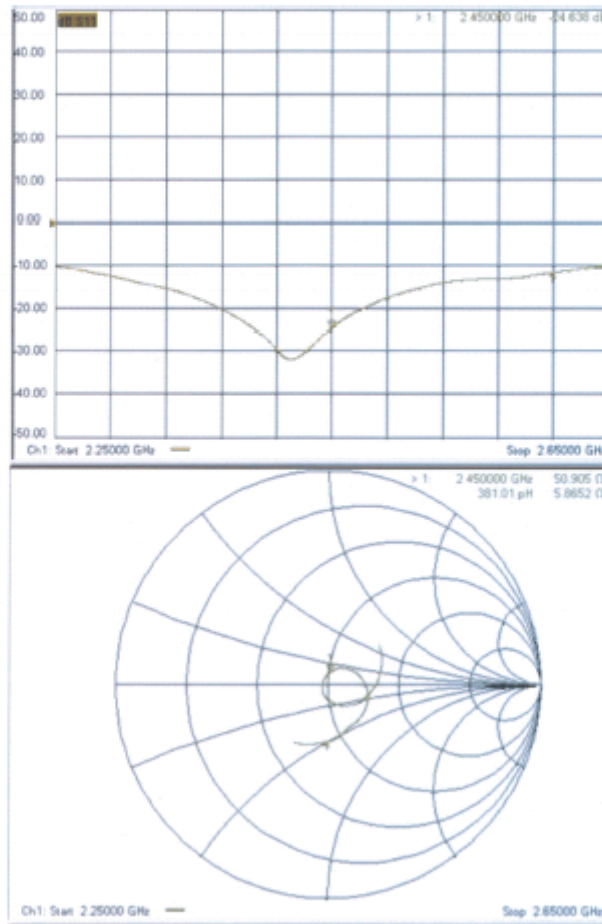 50.00
dB S11
> 1: 2.450000 GHz -24.638 dB
40.00
30.00
20.00
10.00
0.00
-10.00
-20.00
-30.00
-40.00
-50.00
Ch1: Start 2.25000 GHz
Stop 2.65000 GHz
> 1: 2.450000 GHz 50.905 Ω
381.01 pH 5.8652 Ω
Ch1: Start 2.25000 GHz
Stop 2.65000 GHz